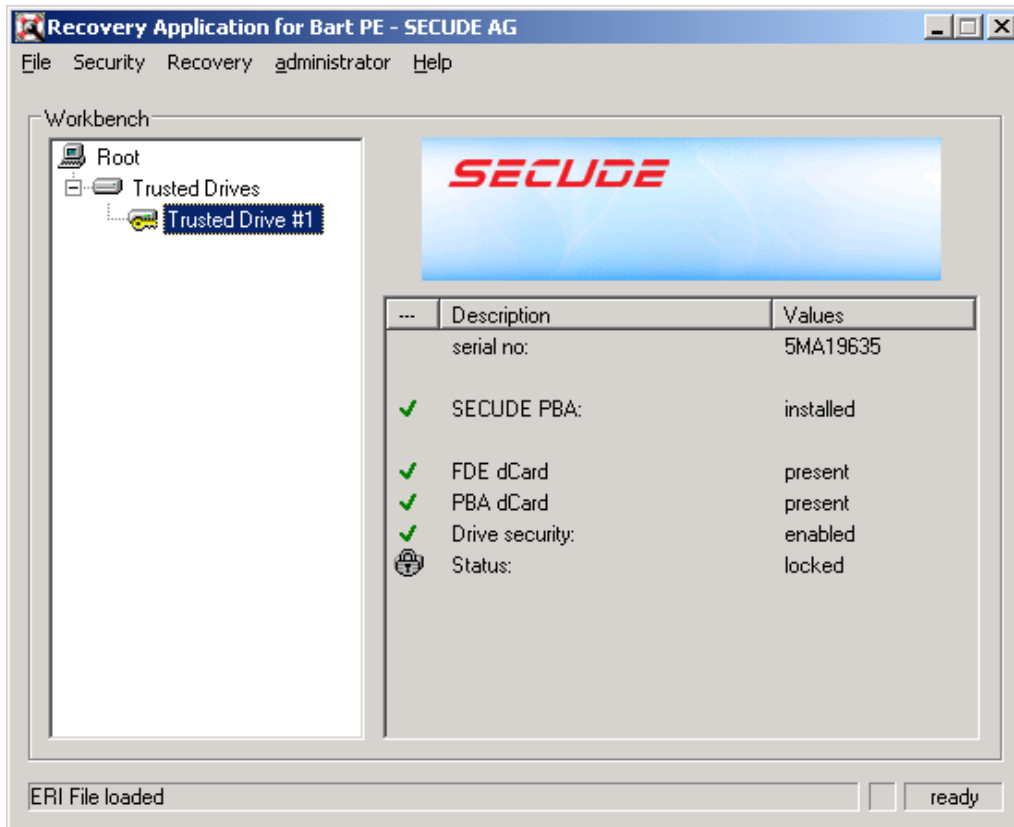 Recovery Application for Bart PE - SECUDE AG
File Security Recovery administrator Help
Workbench
Root
Trusted Drives
Trusted Drive #1
SECUDE
--- Description Values
serial no: 5MA19635
SECUDE PBA: installed
FDE dCard present
PBA dCard present
Drive security: enabled
Status: locked
ERI File loaded ready